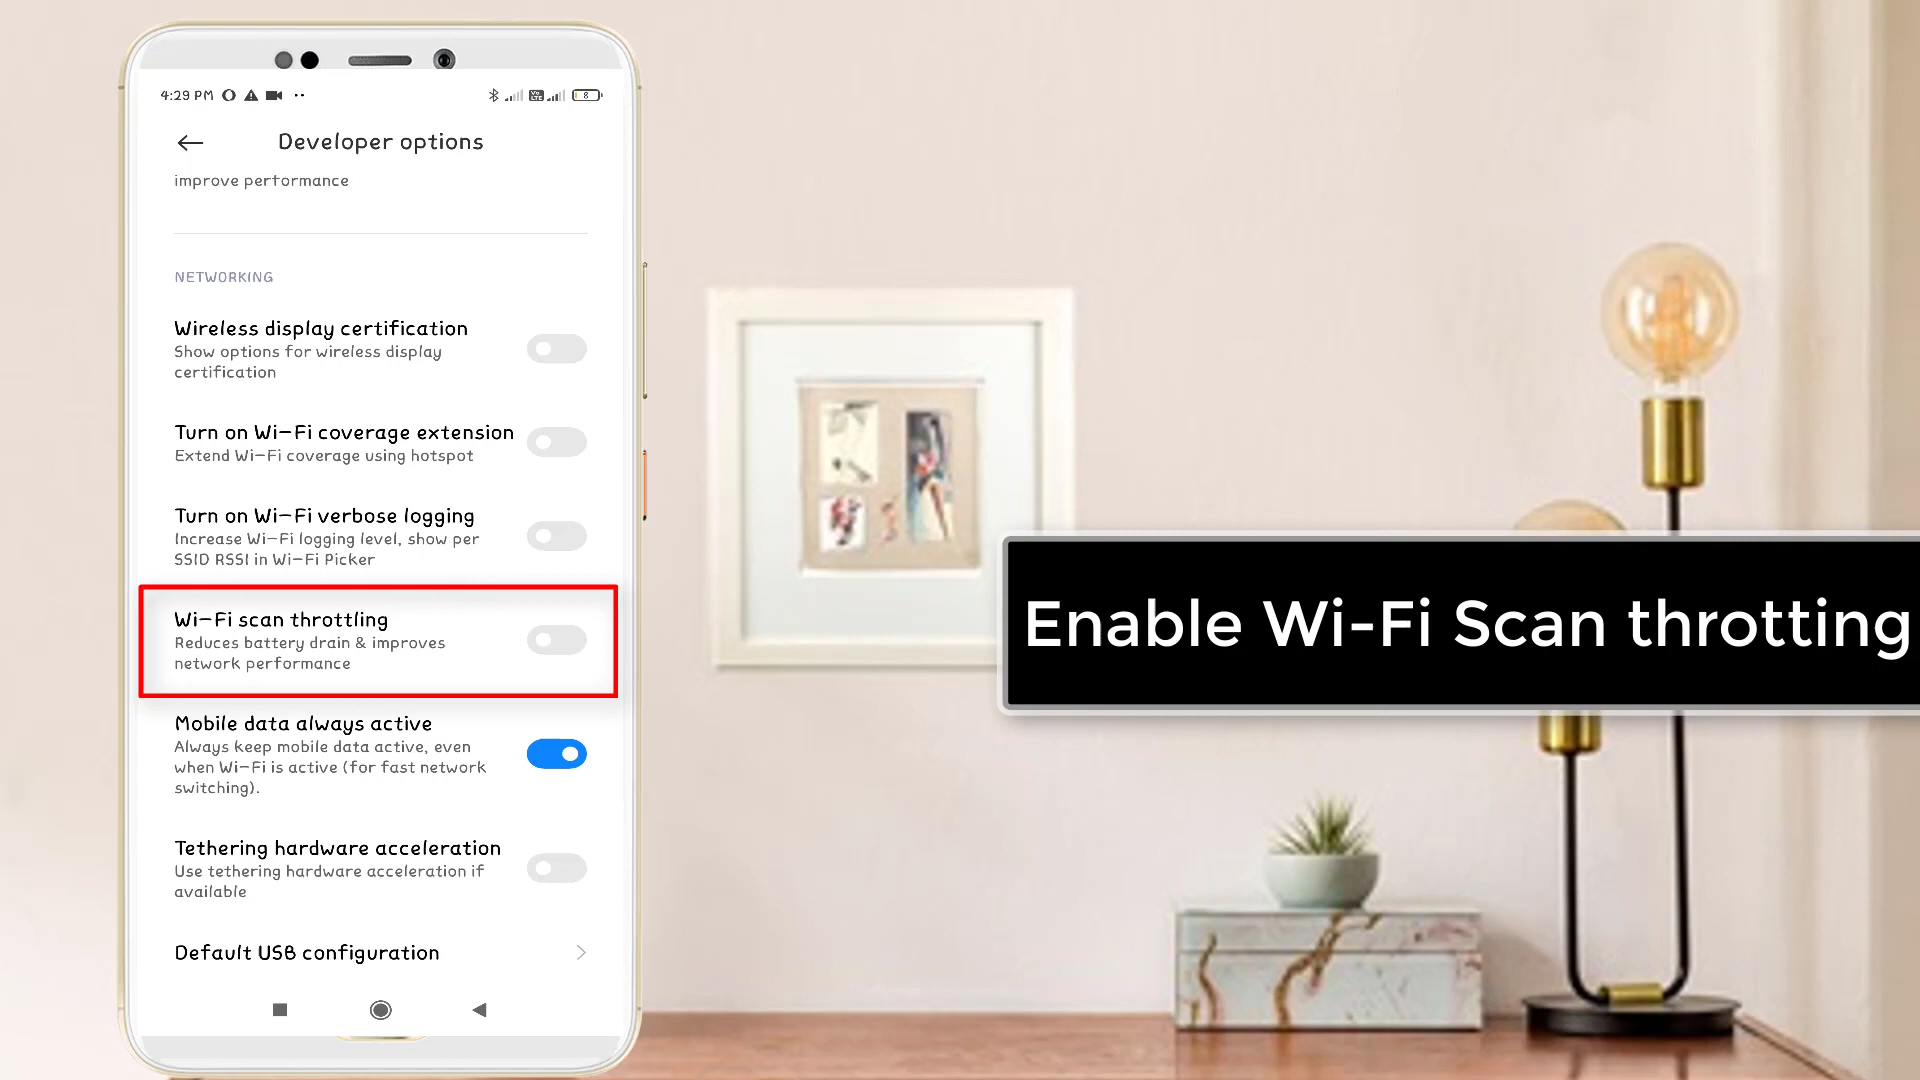 4:29 PM
Vo LTE
8
Developer options
improve performance
NETWORKING
Wireless display certification
Show options for wireless display
certification
Turn on Wi-Fi coverage extension
Extend Wi-Fi coverage using hotspot
Turn on Wi-Fi verbose logging
Increase Wi-Fi logging level, show per
SSID RSSI in Wi-Fi Picker
Wi-Fi scan throttling
Reduces battery drain & improves
network performance
Enable Wi-Fi Scan throtting
Mobile data always active
Always keep mobile data active, even
when Wi-Fi is active (for fast network
switching).
Tethering hardware acceleration
Use tethering hardware acceleration if
available
Default USB configuration